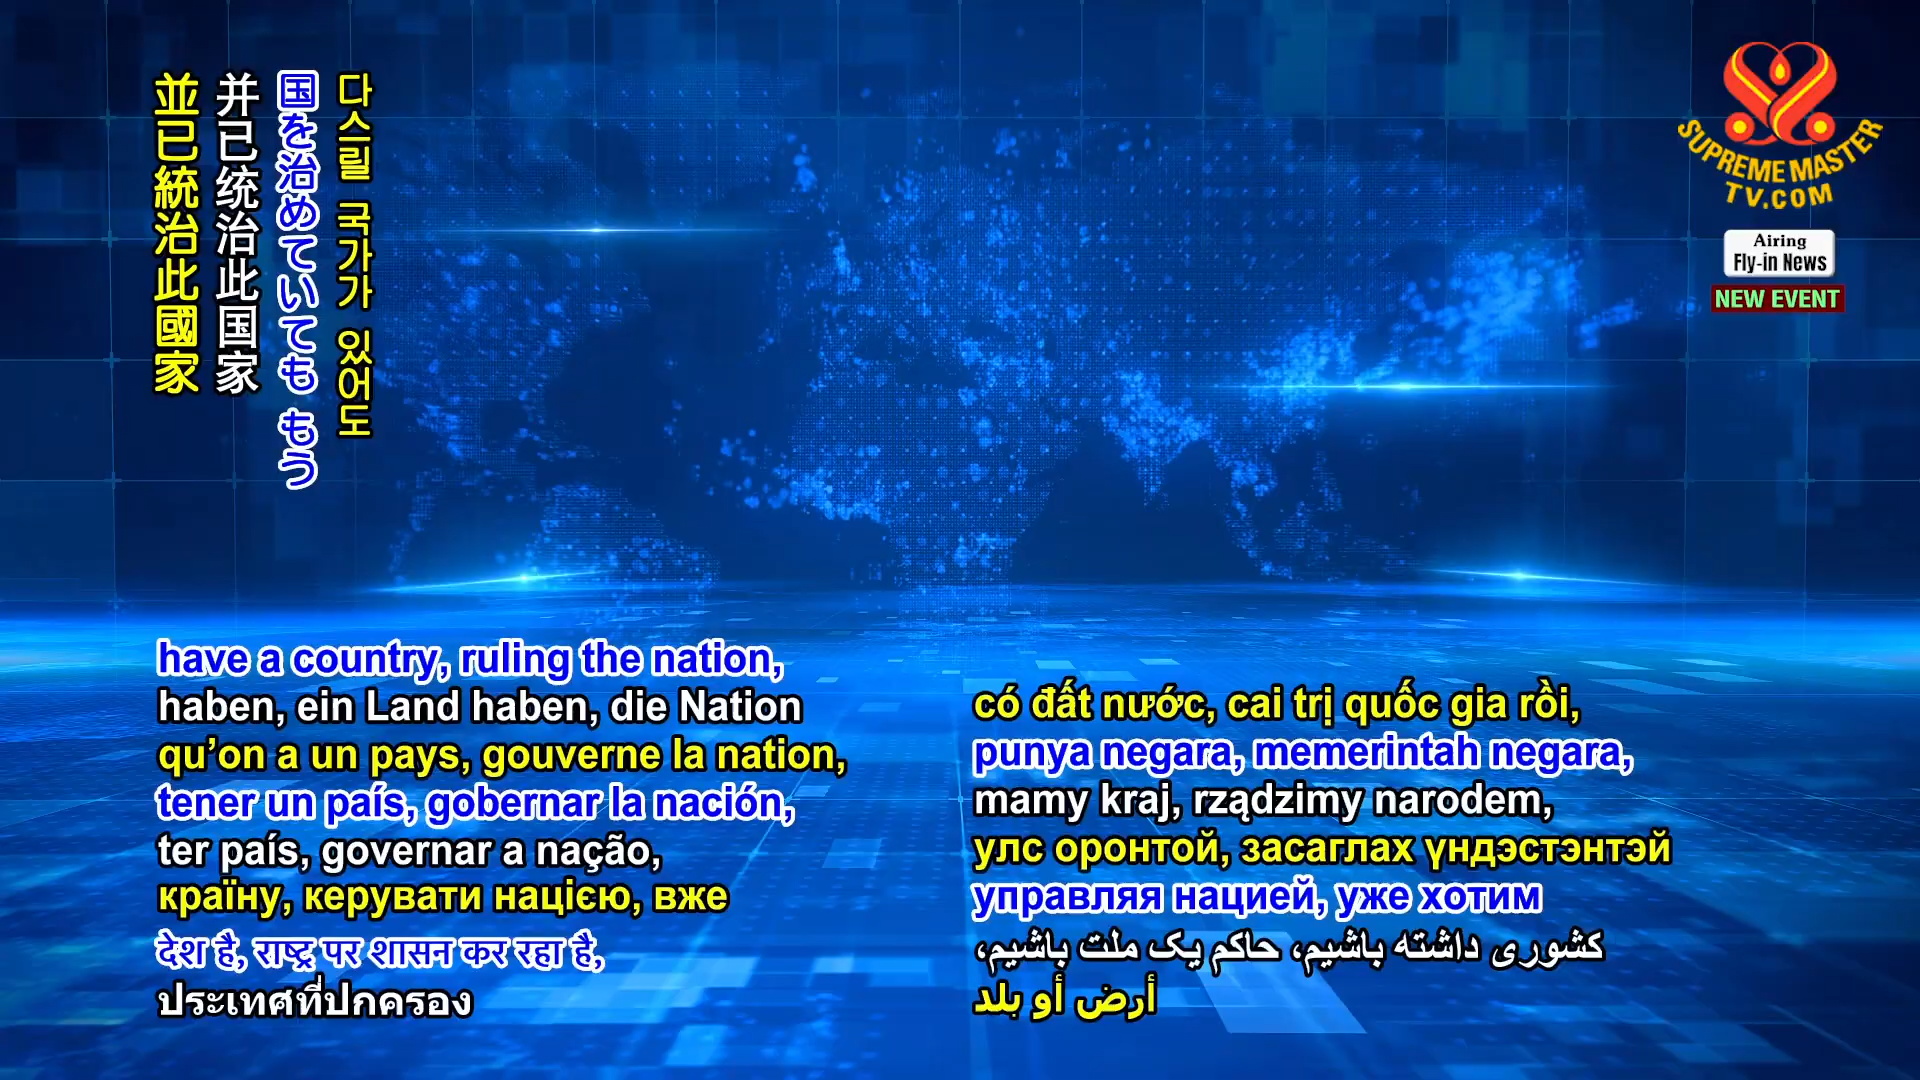 다스릴 국가가 있어도
国を治めていても もう
并已统治此国家
並已統治此國家
SUPREME MASTER
TV.COM
Airing
Fly-in News
NEW EVENT
have a country, ruling the nation,
haben, ein Land haben, die Nation
qu’on a un pays, gouverne la nation,
tener un país, gobernar la nación,
ter país, governar a nação,
країну, керувати нацією, вже
देश है, राष्ट्र पर शासन कर रहा है,
ประเทศที่ปกครอง
có đất nước, cai trị quốc gia rồi,
punya negara, memerintah negara,
mamy kraj, rządzimy narodem,
улс оронтой, засаглах үндэстэнтэй
управляя нацией, уже хотим
کشوری داشته باشیم، حاکم یک ملت باشیم،
أرض أو بلد